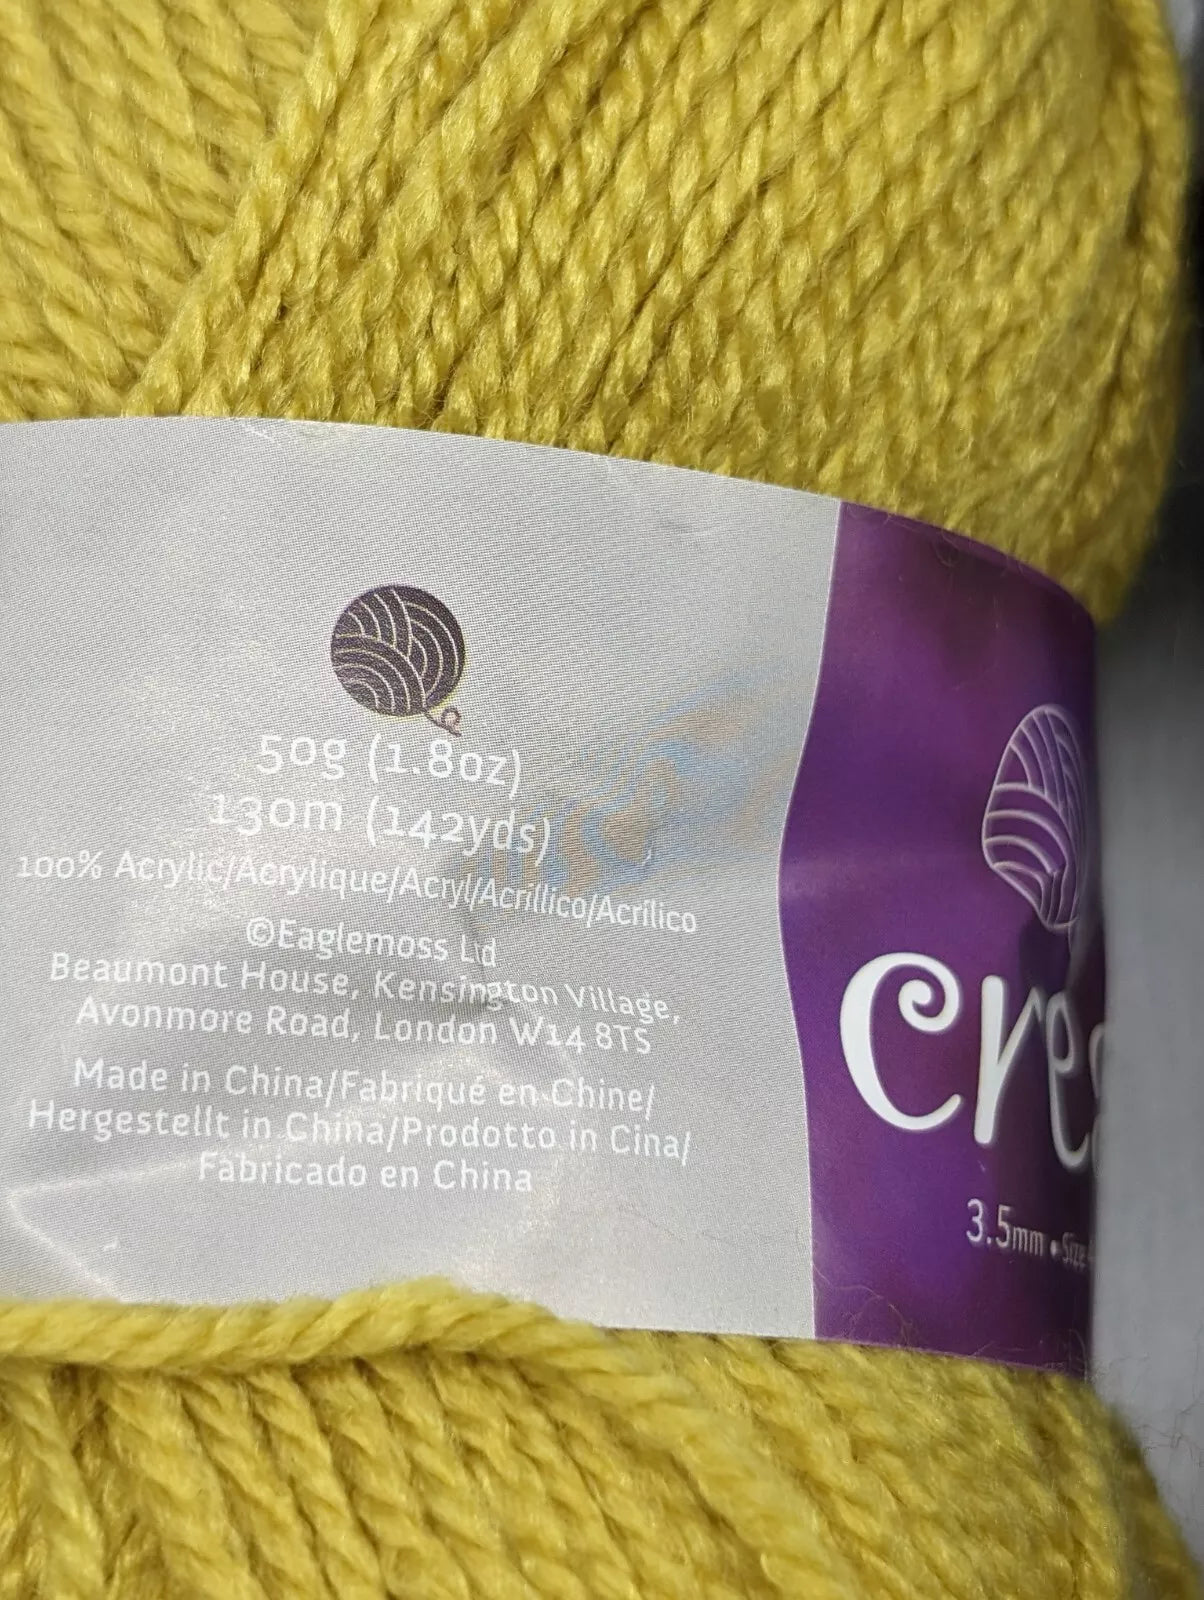 50g (1.8oz)
130m (142yds)
100% Acrylic/Acrylique/Acryl/Acrillico/Acrílico
©Eaglemoss Ltd
Beaumont House, Kensington Village,
Avonmore Road, London W14 8TS
Made in China/Fabriqué en Chine/
Hergestellt in China/Prodotto in Cina/
Fabricado en China
cre
3.5mm • Size